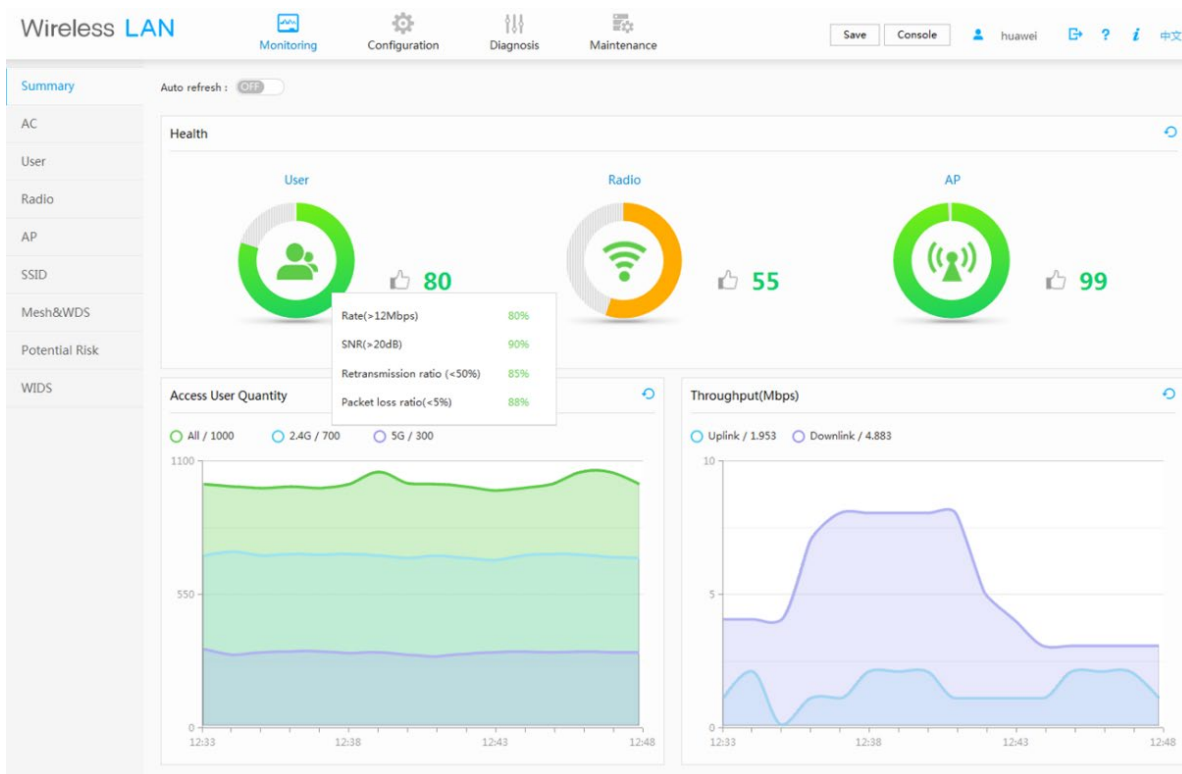 Wireless LAN
Monitoring
Configuration
Diagnosis
Maintenance
Save
Console
huawei
?
i
中文
Summary
AC
User
Radio
AP
SSID
Mesh&WDS
Potential Risk
WIDS
Auto refresh :
OFF
Health
User
80
Radio
55
AP
99
Rate(>12Mbps) 80%
SNR(>20dB) 90%
Retransmission ratio (<50%) 85%
Packet loss ratio(<5%) 88%
Access User Quantity
All / 1000
2.4G / 700
5G / 300
1100
550
0
12:33
12:38
12:43
12:48
Throughput(Mbps)
Uplink / 1.953
Downlink / 4.883
10
5
0
12:33
12:38
12:43
12:48